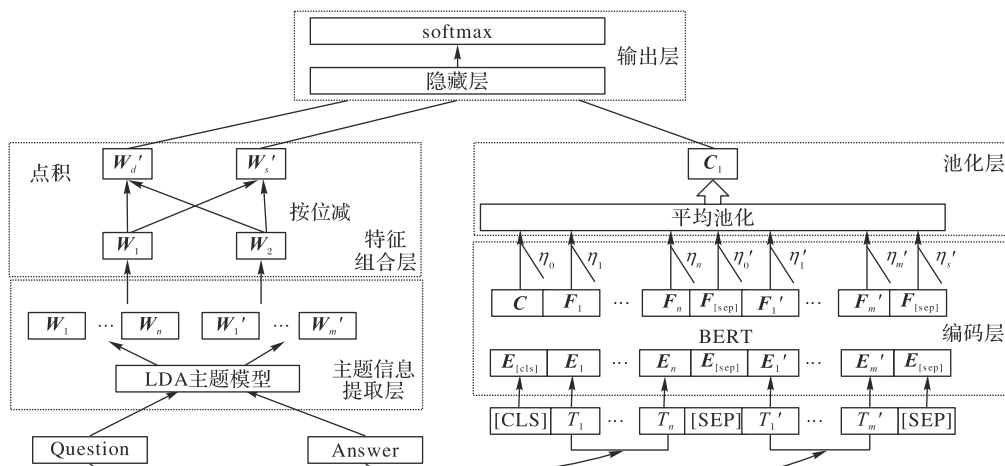 softmax
隐藏层
输出层
点积
W_d′
W_s′
按位减
W_1
W_2
特征
组合层
W_1 … W_n W_1′ … W_m′
LDA主题模型
主题信息
提取层
Question
Answer
C_1
池化层
平均池化
η_0 η_1 η_n η_0′ η_1′ η_m′ η_s′
C F_1 … F_n F_[sep] F_1′ … F_m′ F_[sep]
BERT
编码层
E_[cls] E_1 … E_n E_[sep] E_1′ … E_m′ E_[sep]
[CLS] T_1 … T_n [SEP] T_1′ … T_m′ [SEP]